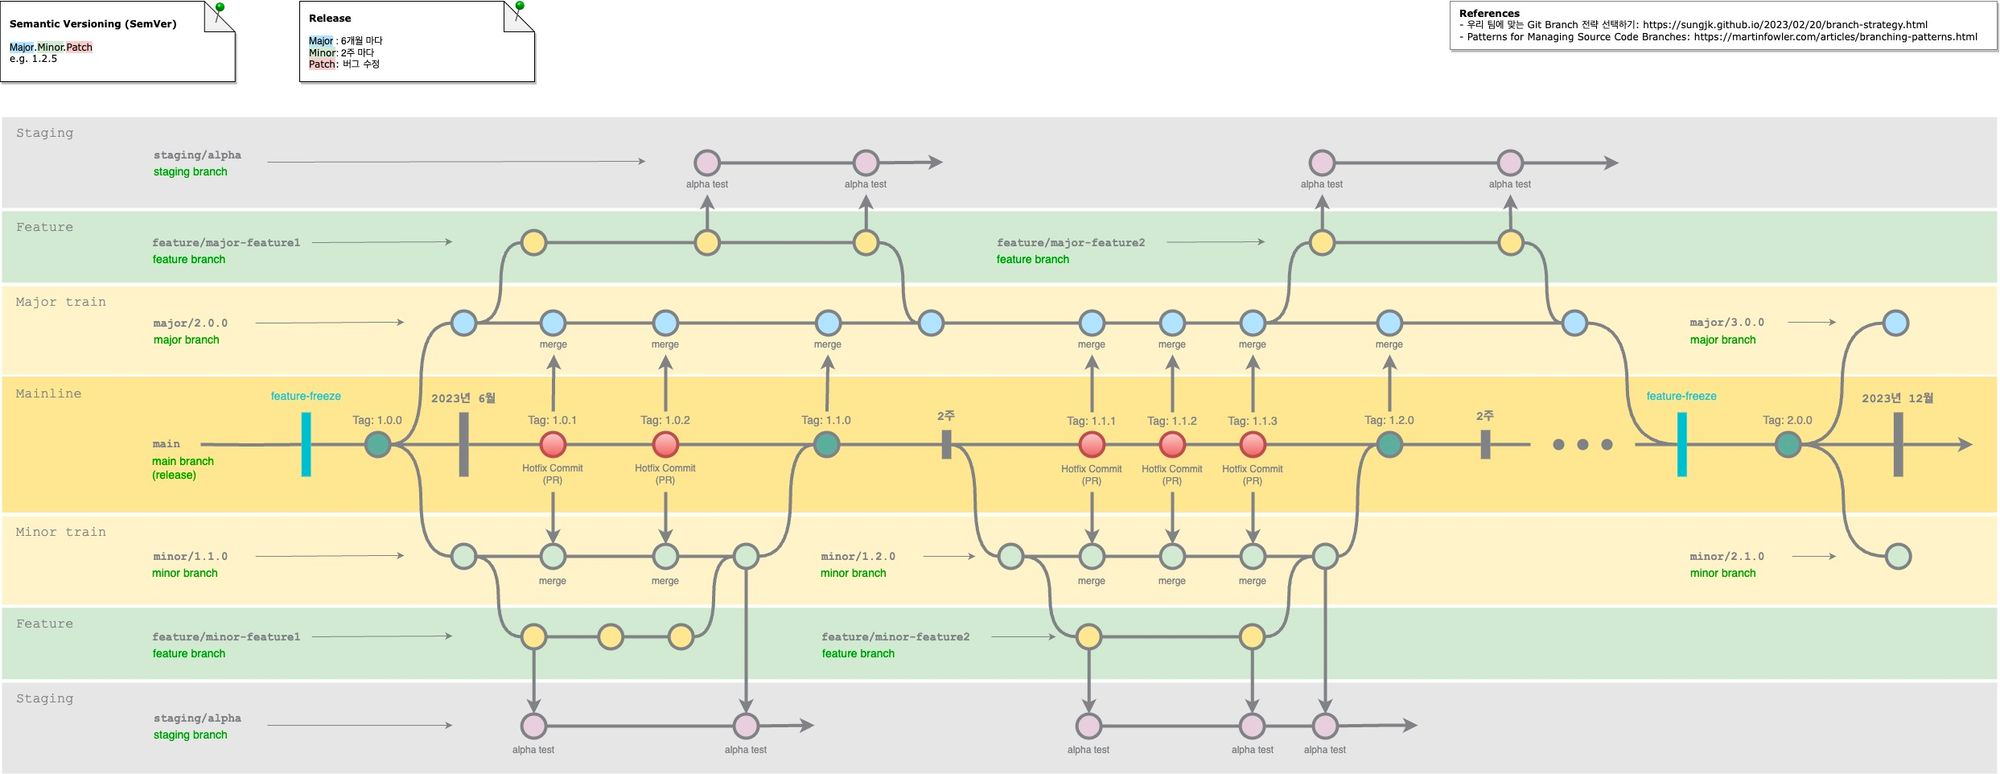 Semantic Versioning (SemVer)
Major.Minor.Patch
e.g. 1.2.5
Release
Major : 6개월 마다
Minor: 2주 마다
Patch: 버그 수정
References
- 우리 팀에 맞는 Git Branch 전략 선택하기: https://sungjk.github.io/2023/02/20/branch-strategy.html
- Patterns for Managing Source Code Branches: https://martinfowler.com/articles/branching-patterns.html
Staging
staging/alpha
staging branch
alpha test
alpha test
alpha test
alpha test
Feature
feature/major-feature1
feature branch
feature/major-feature2
feature branch
Major train
major/2.0.0
major branch
merge
merge
merge
merge
merge
merge
merge
major/3.0.0
major branch
Mainline
feature-freeze
2023년 6월
2주
2주
feature-freeze
2023년 12월
Tag: 1.0.0
Tag: 1.0.1
Tag: 1.0.2
Tag: 1.1.0
Tag: 1.1.1
Tag: 1.1.2
Tag: 1.1.3
Tag: 1.2.0
Tag: 2.0.0
main
main branch
(release)
Hotfix Commit
(PR)
Hotfix Commit
(PR)
Hotfix Commit
(PR)
Hotfix Commit
(PR)
Hotfix Commit
(PR)
Minor train
minor/1.1.0
minor branch
merge
merge
minor/1.2.0
minor branch
merge
merge
merge
minor/2.1.0
minor branch
Feature
feature/minor-feature1
feature branch
feature/minor-feature2
feature branch
Staging
staging/alpha
staging branch
alpha test
alpha test
alpha test
alpha test
alpha test